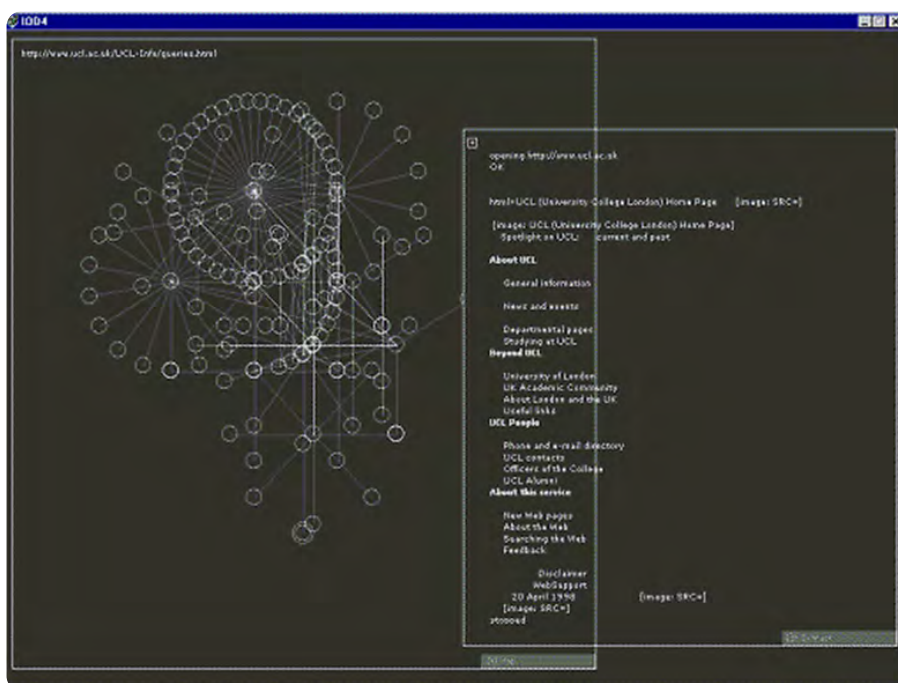 IOD4
http://www.ucl.ac.uk/UCL-Info/queries.html
opening http://www.ucl.ac.uk
OK
html>UCL (University College London) Home Page [image: SRC=]
[image: UCL (University College London) Home Page]
Spotlight on UCL: current and past.
About UCL
General information
News and events
Departmental pages
Studying at UCL
Beyond UCL
University of London
UK Academic Community
About London and the UK
Useful links
UCL People
Phone and e-mail directory
UCL contacts
Officers of the College
UCL Alumni
About this service
New Web pages
About the Web
Searching the Web
Feedback
Disclaimer
WebSupport
20 April 1998 [image: SRC=]
[image: SRC=]
stopped